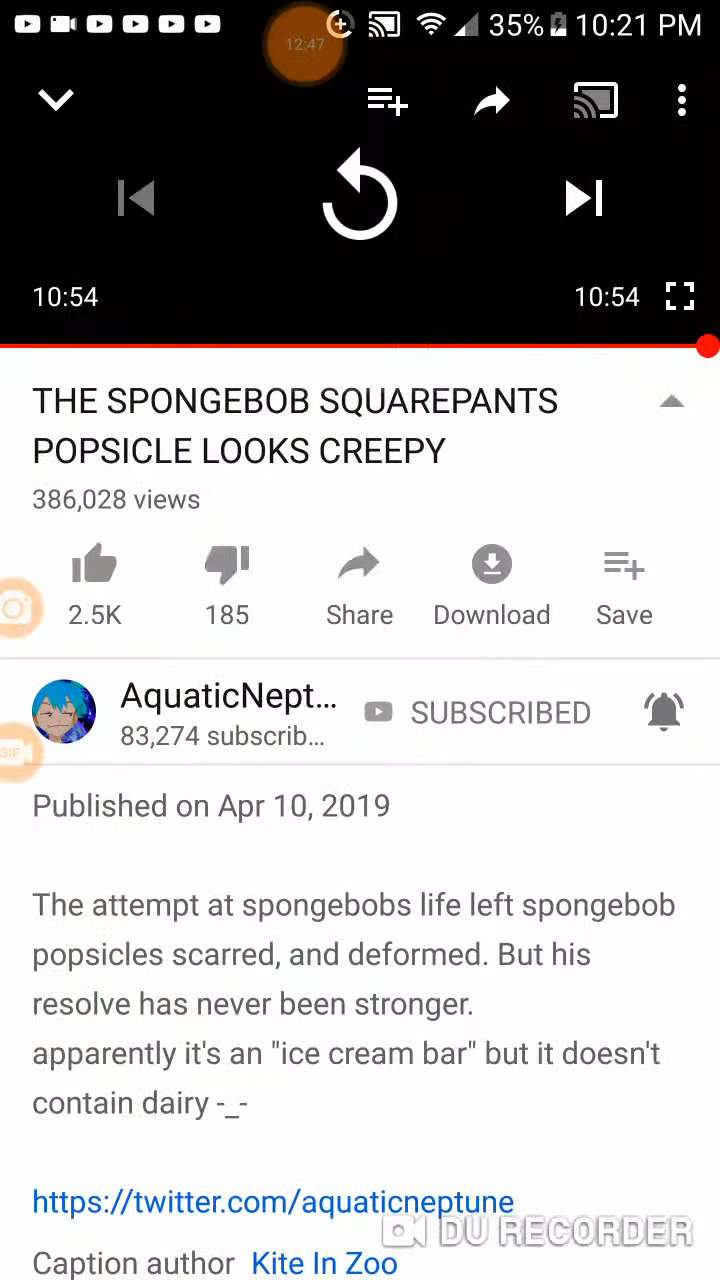 12:47
35% 10:21 PM
10:54 10:54
THE SPONGEBOB SQUAREPANTS
POPSICLE LOOKS CREEPY
386,028 views
2.5K 185 Share Download Save
AquaticNept... SUBSCRIBED
83,274 subscrib...
GIF
Published on Apr 10, 2019
The attempt at spongebobs life left spongebob
popsicles scarred, and deformed. But his
resolve has never been stronger.
apparently it's an "ice cream bar" but it doesn't
contain dairy -_-
https://twitter.com/aquaticneptune
DU RECORDER
Caption author Kite In Zoo